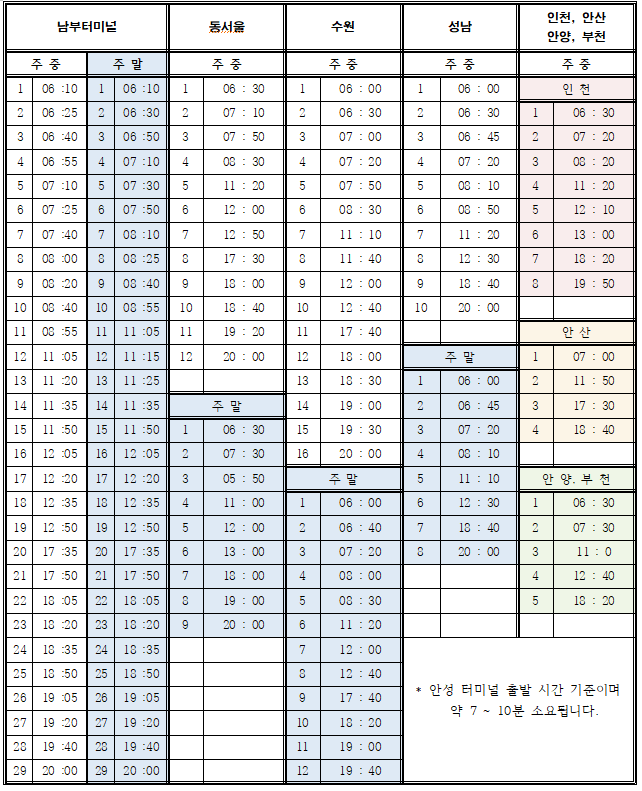 남부터미널 동서울 수원 성남 인천, 안산
안양, 부천
주 중 주 말 주 중 주 중 주 중 주 중
1 06 :10 1 06 :10 1 06 : 30 1 06 : 00 1 06 : 00 인 천
2 06 :25 2 06 :30 2 07 : 10 2 06 : 30 2 06 : 30 1 06 : 30
3 06 :40 3 06 :50 3 07 : 50 3 07 : 00 3 06 : 45 2 07 : 20
4 06 :55 4 07 :10 4 08 : 30 4 07 : 20 4 07 : 20 3 08 : 20
5 07 :10 5 07 :30 5 11 : 20 5 07 : 50 5 08 : 10 4 11 : 20
6 07 :25 6 07 :50 6 12 : 00 6 08 : 30 6 08 : 50 5 12 : 10
7 07 :40 7 08 :10 7 12 : 50 7 11 : 10 7 11 : 20 6 13 : 00
8 08 :00 8 08 :25 8 17 : 30 8 11 : 40 8 12 : 30 7 18 : 20
9 08 :20 9 08 :40 9 18 : 00 9 12 : 00 9 18 : 40 8 19 : 50
10 08 :40 10 08 :55 10 18 : 40 10 12 : 40 10 20 : 00
11 08 :55 11 11 :05 11 19 : 20 11 17 : 40 안 산
12 11 :05 12 11 :15 12 20 : 00 12 18 : 00 주 말 1 07 : 00
13 11 :20 13 11 :25 13 18 : 30 1 06 : 00 2 11 : 50
14 11 :35 14 11 :35 주 말 14 19 : 00 2 06 : 45 3 17 : 30
15 11 :50 15 11 :50 1 06 : 30 15 19 : 30 3 07 : 20 4 18 : 40
16 12 :05 16 12 :05 2 07 : 30 16 20 : 00 4 08 : 10
17 12 :20 17 12 :20 3 05 : 50 주 말 5 11 : 10 안 양. 부 천
18 12 :35 18 12 :35 4 11 : 00 1 06 : 00 6 12 : 30 1 06 : 30
19 12 :50 19 12 :50 5 12 : 00 2 06 : 40 7 18 : 40 2 07 : 30
20 17 :35 20 17 :35 6 13 : 00 3 07 : 20 8 20 : 00 3 11 : 0
21 17 :50 21 17 :50 7 18 : 00 4 08 : 00 4 12 : 40
22 18 :05 22 18 :05 8 19 : 00 5 08 : 30 5 18 : 20
23 18 :20 23 18 :20 9 20 : 00 6 11 : 20
24 18 :35 24 18 :35 7 12 : 00
25 18 :50 25 18 :50 8 12 : 40
26 19 :05 26 19 :05 9 17 : 40
27 19 :20 27 19 :20 10 18 : 20
28 19 :40 28 19 :40 11 19 : 00
29 20 :00 29 20 :00 12 19 : 40
* 안성 터미널 출발 시간 기준이며
약 7 ~ 10분 소요됩니다.